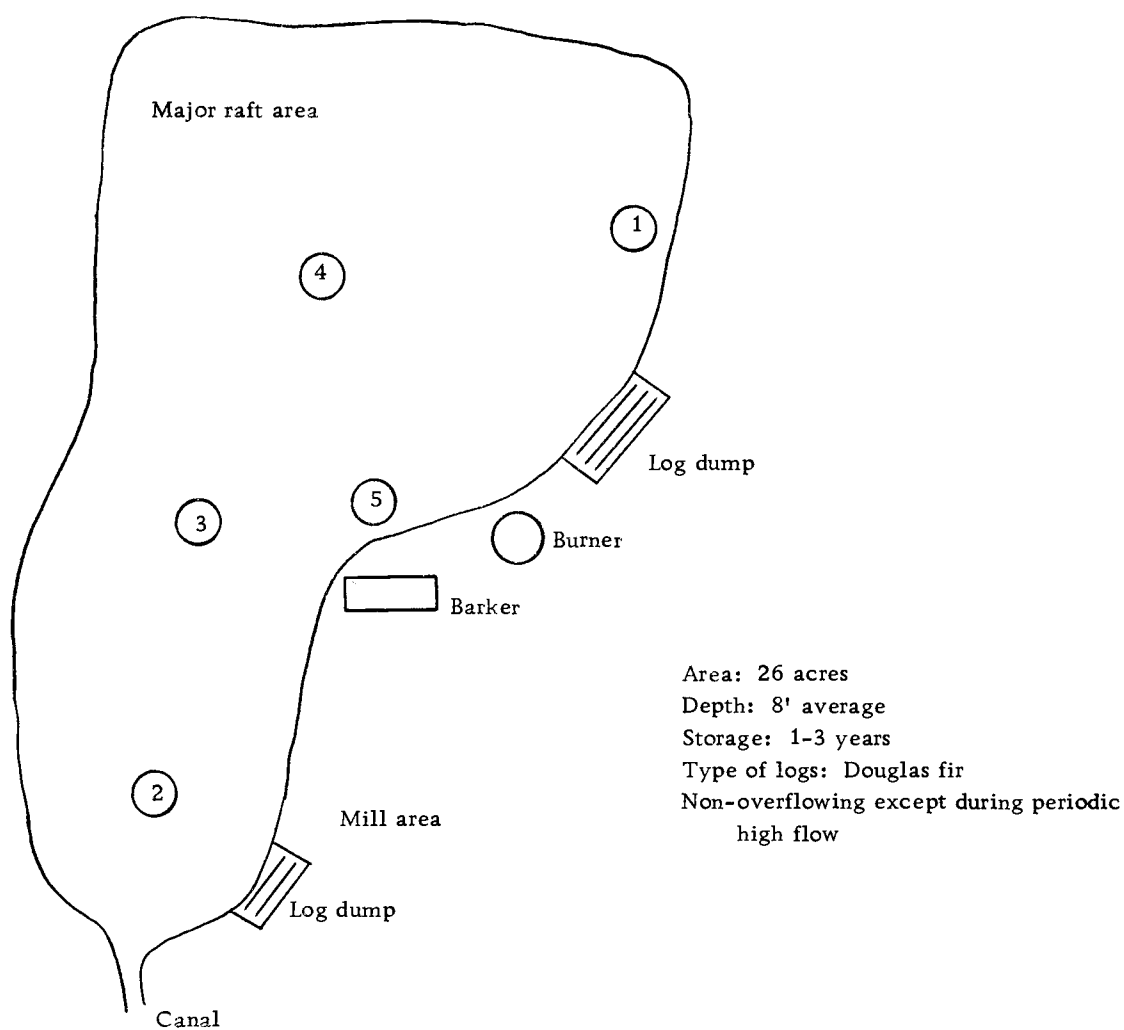 Major raft area
1
4
Log dump
5
3
Burner
Barker
Area: 26 acres
Depth: 8' average
Storage: 1-3 years
Type of logs: Douglas fir
Non-overflowing except during periodic
high flow
2
Mill area
Log dump
Canal